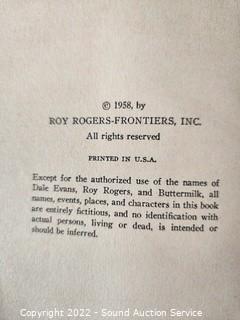 © 1958, by
ROY ROGERS-FRONTIERS, INC.
All rights reserved
PRINTED IN U.S.A.
Except for the authorized use of the names of
Dale Evans, Roy Rogers, and Buttermilk, all
names, events, places, and characters in this book
are entirely fictitious, and no identification with
actual persons, living or dead, is intended or
should be inferred.
Copyright 2022 - Sound Auction Service